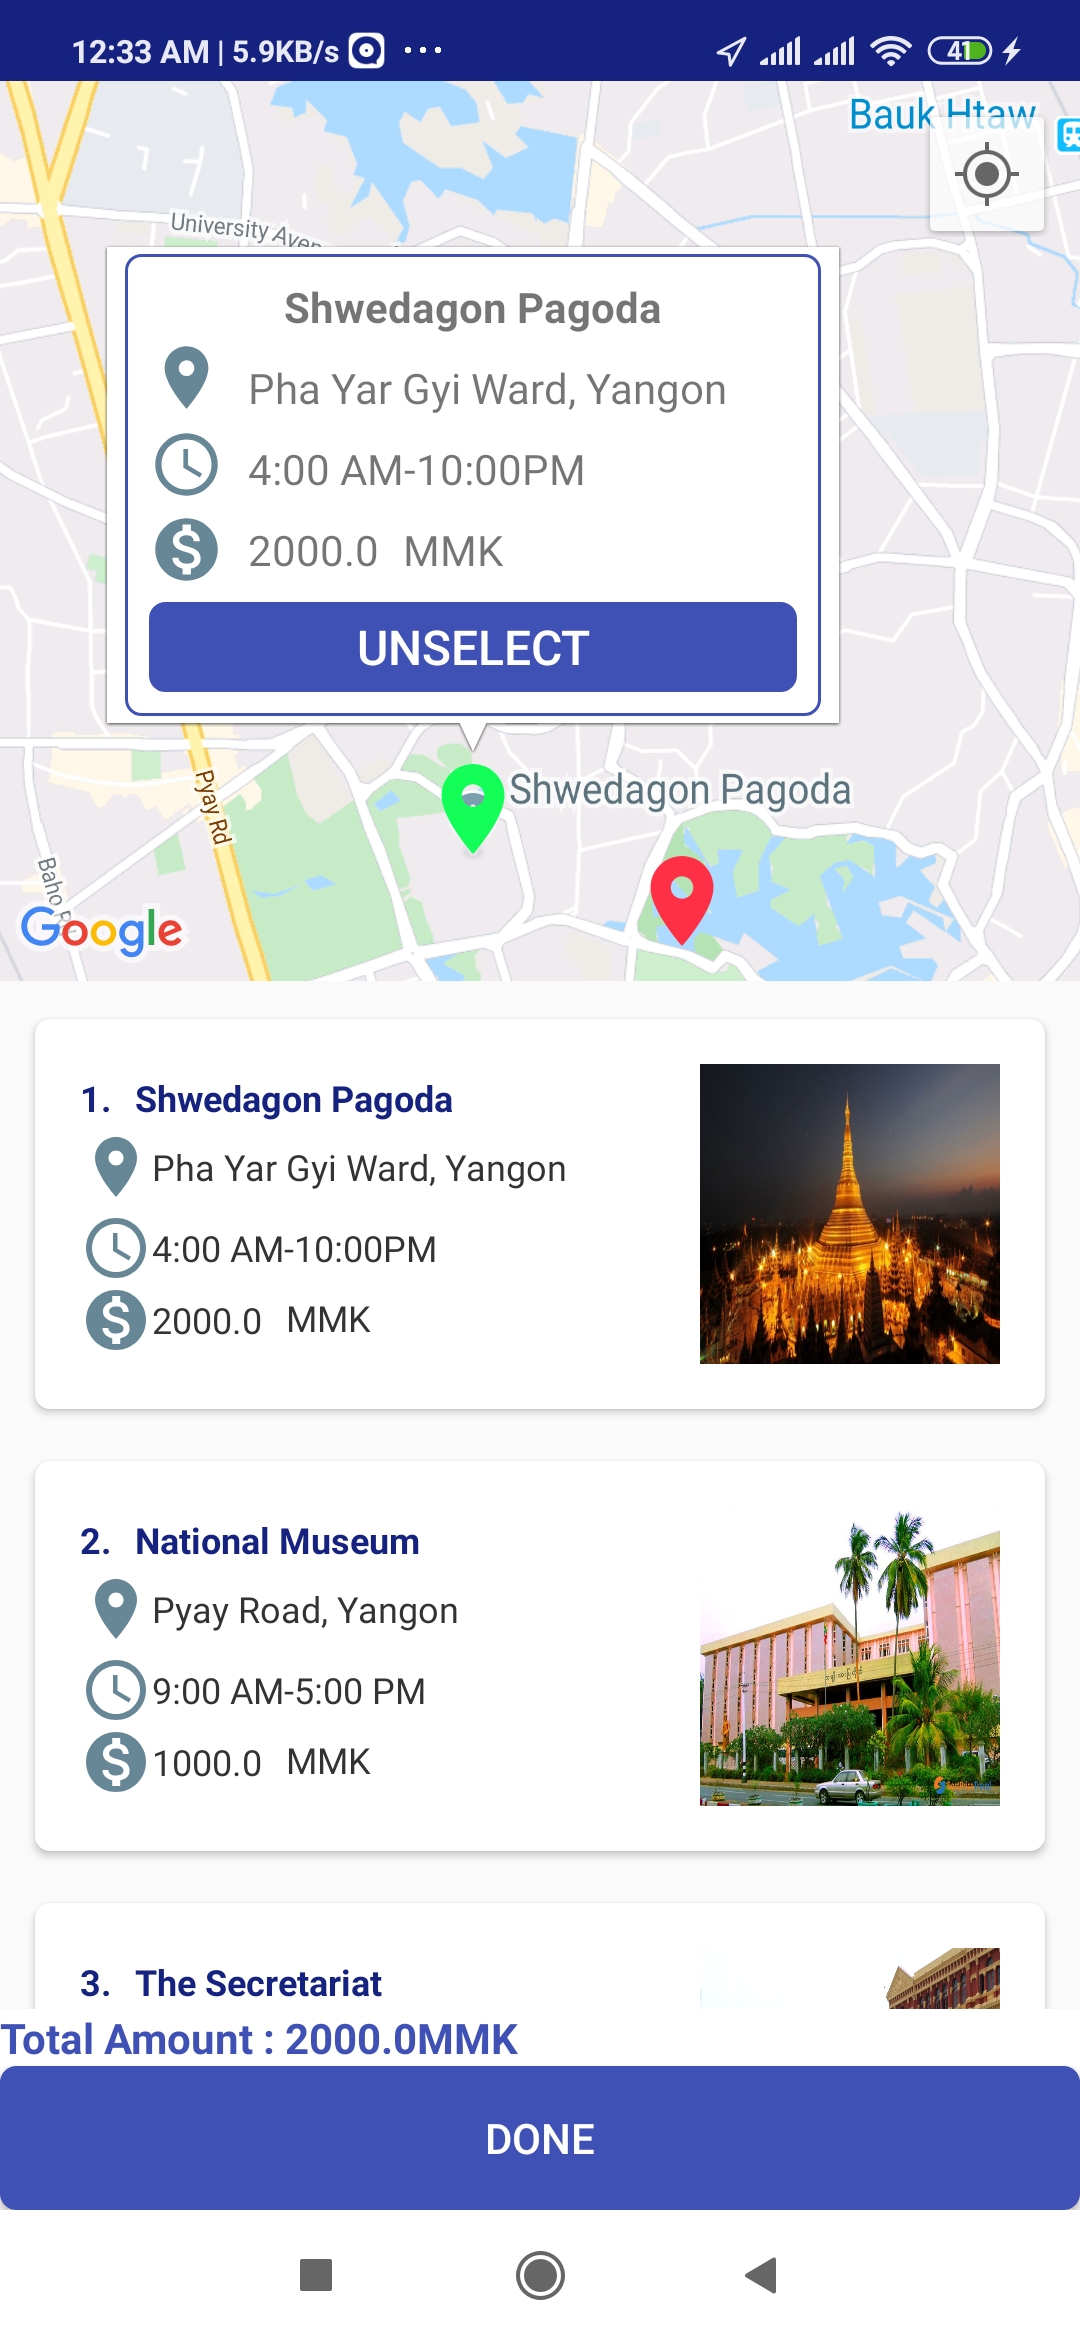 12:33 AM | 5.9KB/s
41
Bauk Htaw
University Aven
Shwedagon Pagoda
Pha Yar Gyi Ward, Yangon
4:00 AM-10:00PM
2000.0 MMK
UNSELECT
Shwedagon Pagoda
Pyay Rd
Baho R
Google
1. Shwedagon Pagoda
Pha Yar Gyi Ward, Yangon
4:00 AM-10:00PM
2000.0 MMK
2. National Museum
Pyay Road, Yangon
9:00 AM-5:00 PM
1000.0 MMK
3. The Secretariat
Total Amount : 2000.0MMK
DONE